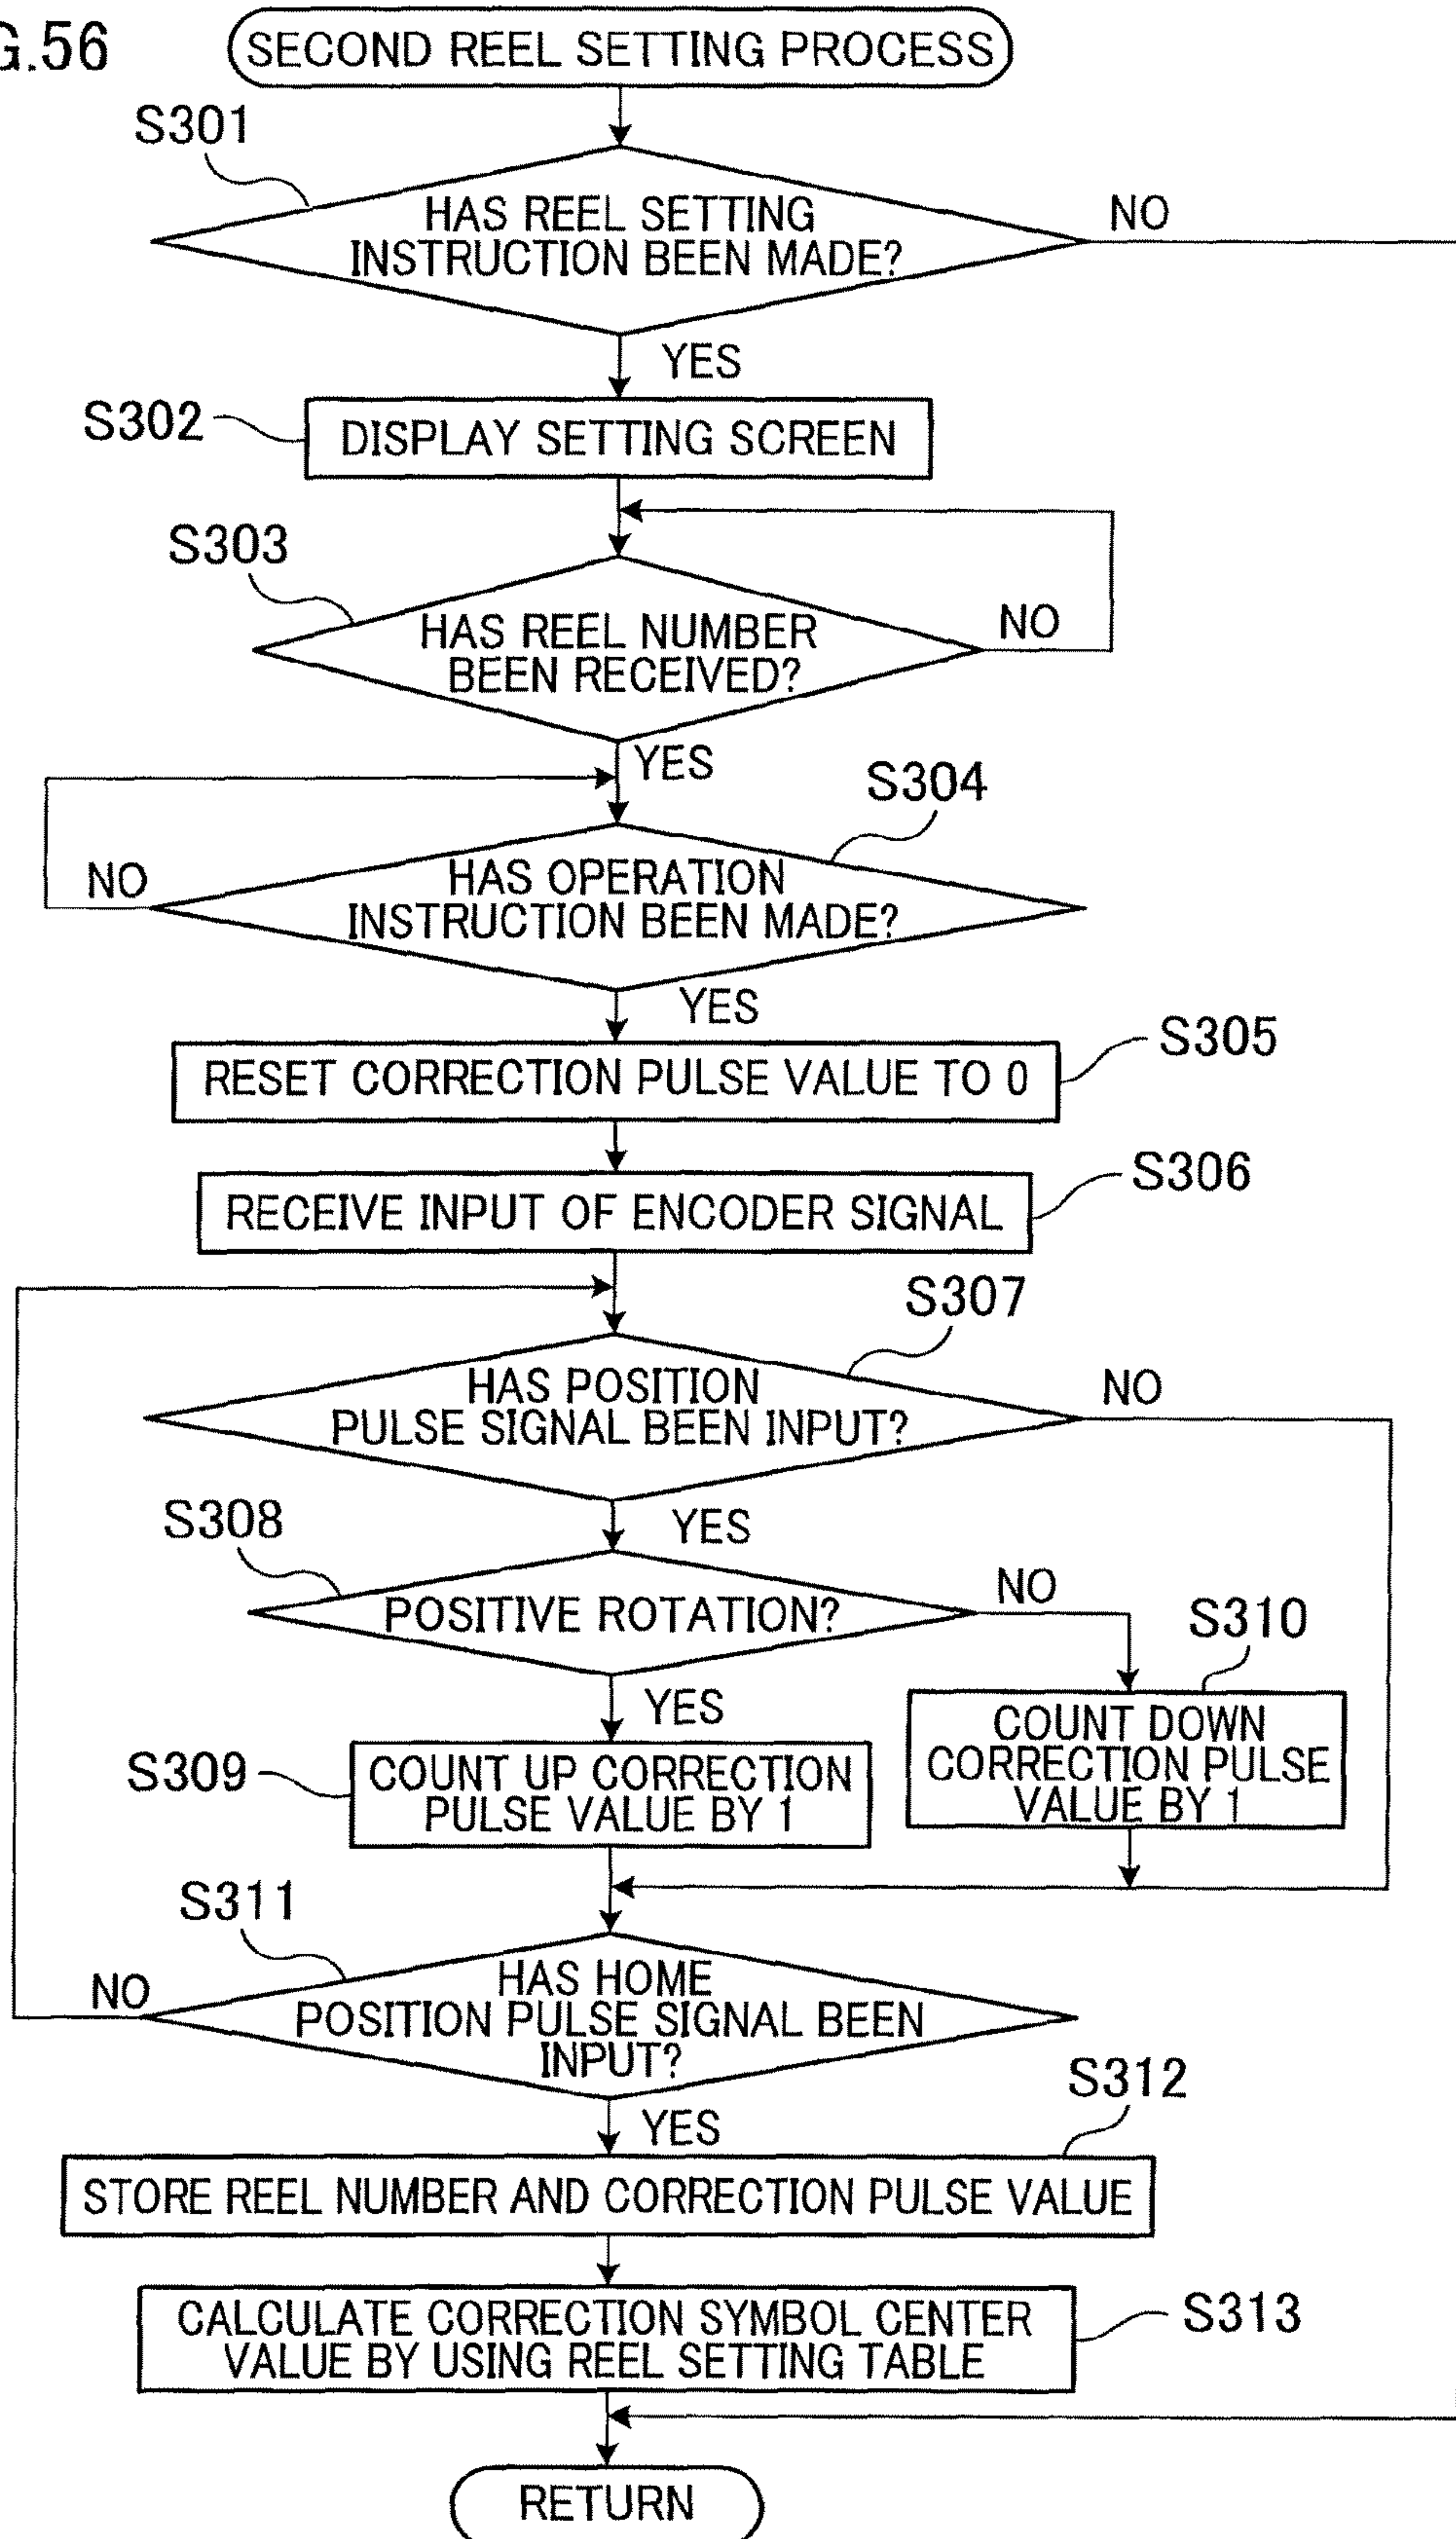 G.56
SECOND REEL SETTING PROCESS
S301
HAS REEL SETTING
INSTRUCTION BEEN MADE?
NO
YES
S302
DISPLAY SETTING SCREEN
S303
HAS REEL NUMBER
BEEN RECEIVED?
NO
YES
S304
HAS OPERATION
INSTRUCTION BEEN MADE?
NO
YES
S305
RESET CORRECTION PULSE VALUE TO 0
S306
RECEIVE INPUT OF ENCODER SIGNAL
S307
HAS POSITION
PULSE SIGNAL BEEN INPUT?
NO
YES
S308
POSITIVE ROTATION?
NO
S310
YES
COUNT DOWN
CORRECTION PULSE
VALUE BY 1
S309
COUNT UP CORRECTION
PULSE VALUE BY 1
S311
HAS HOME
POSITION PULSE SIGNAL BEEN
INPUT?
NO
YES
S312
STORE REEL NUMBER AND CORRECTION PULSE VALUE
CALCULATE CORRECTION SYMBOL CENTER
VALUE BY USING REEL SETTING TABLE
S313
RETURN